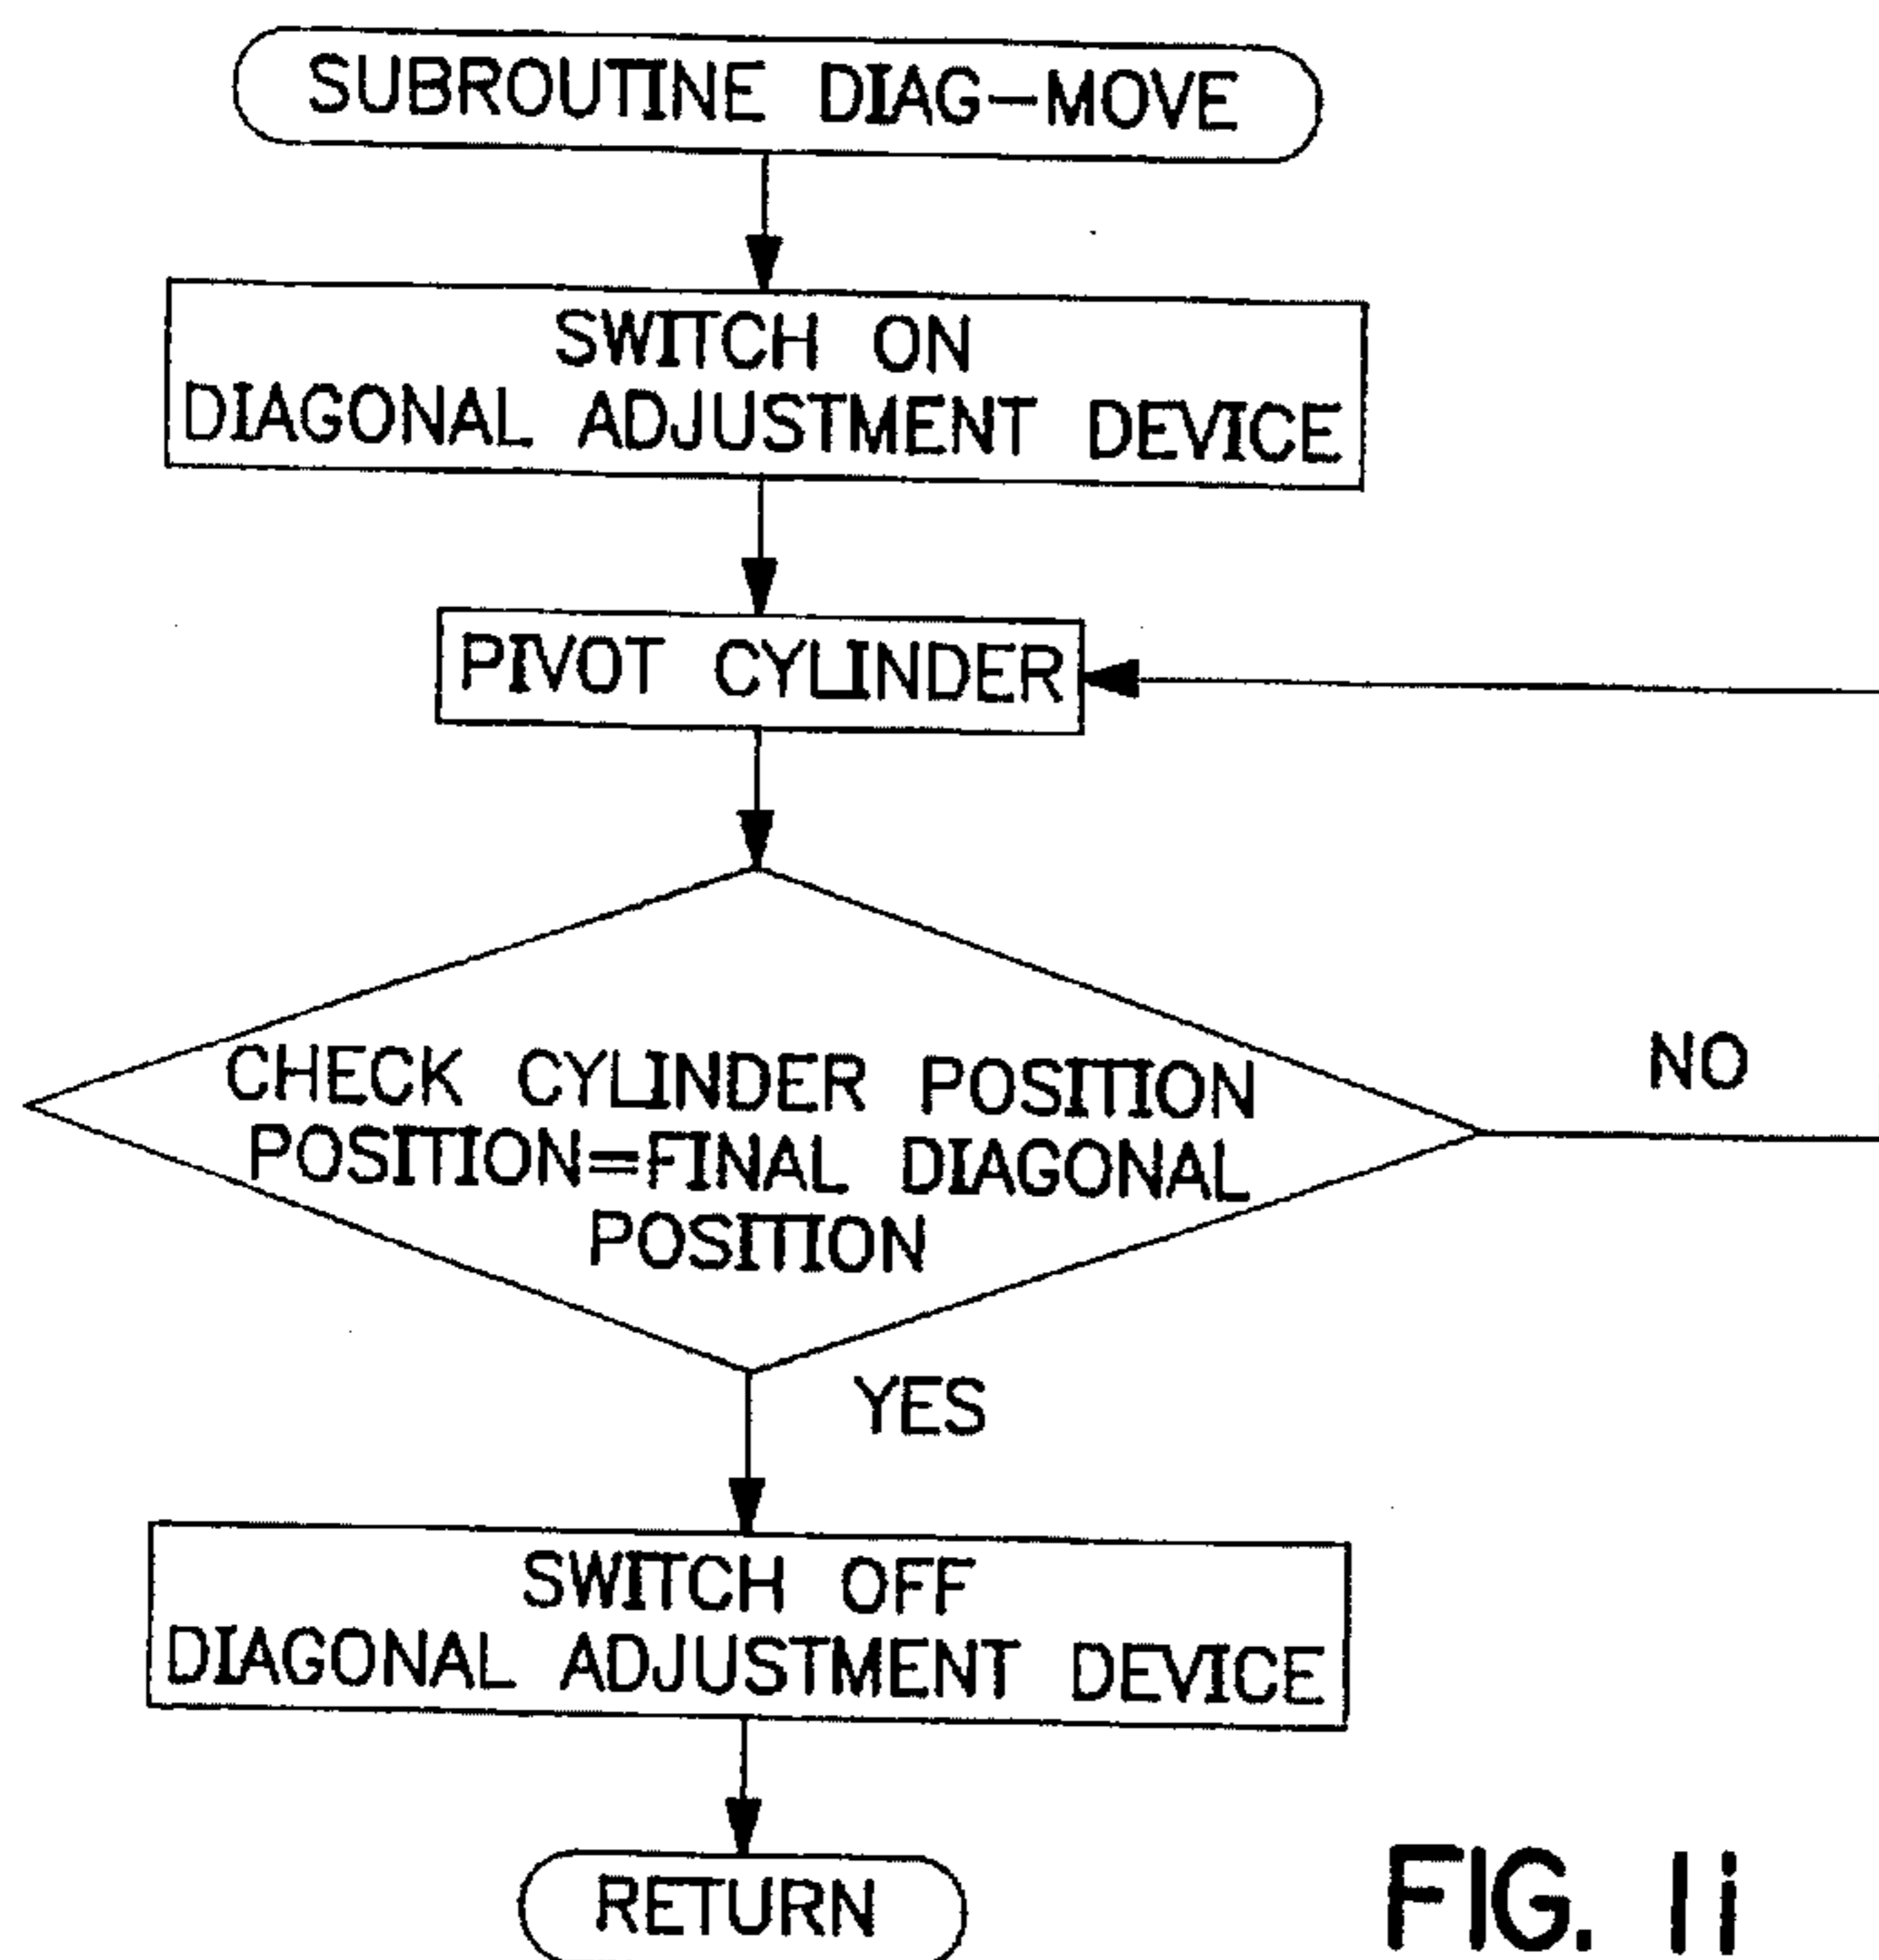 SUBROUTINE DIAG-MOVE
SWITCH ON
DIAGONAL ADJUSTMENT DEVICE
PIVOT CYLINDER
CHECK CYLINDER POSITION
POSITION=FINAL DIAGONAL
POSITION
NO
YES
SWITCH OFF
DIAGONAL ADJUSTMENT DEVICE
RETURN
FIG. 1i